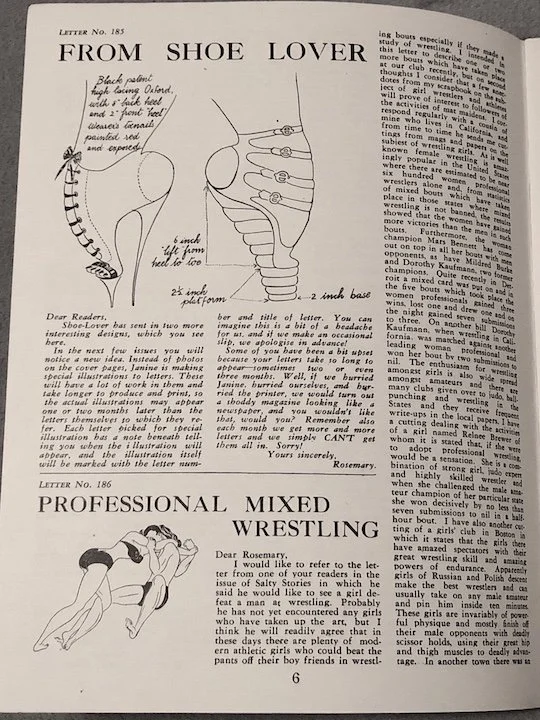 LETTER NO. 185
FROM SHOE LOVER
Black patent
high lacing Oxford,
with 8" back heel
and 2" front "heel"
Wearer's toenails
painted red
and exposed
6 inch
'lift' from
heel to toe
2½ inch
platform
2 inch base
Dear Readers,
Shoe-Lover has sent in two more
interesting designs, which you see
here.
In the next few issues you will
notice a new idea. Instead of photos
on the cover pages, Janine is making
special illustrations to letters. These
will have a lot of work in them and
take longer to produce and print, so
the actual illustrations may appear
one or two months later than the
letters themselves to which they re-
fer. Each letter picked for special
illustration has a note beneath tell-
ing you when the illustration will
appear, and the illustration itself
will be marked with the letter num-
ber and title of letter. You can
imagine this is a bit of a headache
for us, and if we make an occasional
slip, we apologise in advance!
Some of you have been a bit upset
because your letters take so long to
appear—sometimes two or even
three months. Well, if we hurried
Janine, hurried ourselves, and hur-
ried the printer, we would turn out
a shoddy magazine looking like a
newspaper, and you wouldn't like
that, would you? Remember also
each month we get more and more
letters and we simply CAN'T get
them all in. Sorry!
Yours sincerely,
Rosemary.
LETTER NO. 186
PROFESSIONAL MIXED
WRESTLING
Dear Rosemary,
I would like to refer to the let-
ter from one of your readers in the
issue of Salty Stories in which he
said he would like to see a girl de-
feat a man at wrestling. Probably
he has not yet encountered any girls
who have taken up the art, but I
think he will readily agree that in
these days there are plenty of mod-
ern athletic girls who could beat the
pants off their boy friends in wrestl-
ing bouts especially if they made a
study of wrestling. I intended in
this letter to describe one or two
more bouts which have taken place
at our club recently, but on second
thoughts I consider that a few anec-
dotes from my scrapbook on the sub-
ject of girl wrestlers and athletes
will prove of interest to followers of
the activities of mat maidens. I cor-
respond regularly with a cousin of
mine who lives in California, and
from time to time he sends me cut-
tings from mags and papers on the
subject of wrestling girls. As is well
known female wrestling is amaz-
ingly popular in the United States
where there are estimated to be near
six hundred women professional
wrestlers alone and, from statistics
of mixed bouts which have taken
place in those states where mixed
wrestling is not banned, the results
showed that the women have gained
more victories than the men in such
bouts. Furthermore, the woman
champion Mars Bennett has come
out on top in all her bouts with men
opponents, as have Mildred Burke
and Dorothy Kaufmann, two former
champions. Quite recently in Det-
roit a mixed card was put on and in
the five bouts which took place the
women professionals gained three
wins, lost one and drew one and on
the night gained seven submissions
to three. On another bill Dorothy
Kaufmann, when wrestling in Cali-
fornia, was matched against another
leading woman professional and
won her bout by two submissions to
nil. The enthusiasm for wrestling
amongst girls is also wide spread
amongst amateurs and there are
many clubs given over to judo, ball-
punching and wrestling in the
States and they receive frequent
write-ups in the local papers. I have
a cutting dealing with the activities
of a girl named Relnee Brewer of
whom it is stated that, if she were
to adopt professional wrestling,
would be a sensation. She is a com-
bination of strong girl, judo expert
and highly skilled wrestler and
when she challenged the male ama-
teur champion of her particular state
she won decisively by no less than
seven submissions to nil in a half-
hour bout. I have also another cut-
ting of a girls' club in Boston in
which it states that the girls there
have amazed spectators with their
great wrestling skill and amazing
powers of endurance. Apparently
girls of Russian and Polish descent
make the best wrestlers and can
usually take on any male amateur
and pin him inside ten minutes.
These girls are invariably of power-
ful physique and mostly finish off
their male opponents with deadly
scissor holds, using their great hip
and thigh muscles to deadly advan-
tage. In another town there was an
6